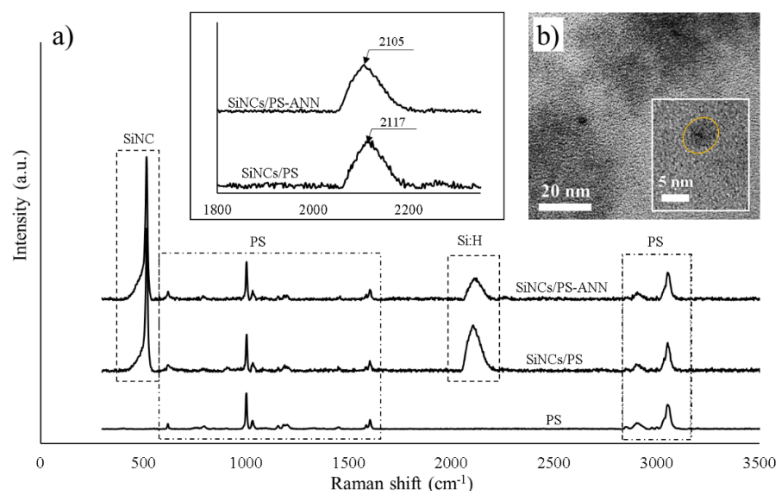 a)
2105
SiNCs/PS-ANN
2117
SiNCs/PS
1800
2000
2200
b)
20 nm
5 nm
SiNC
PS
Si:H
PS
SiNCs/PS-ANN
SiNCs/PS
PS
Intensity (a.u.)
0
500
1000
1500
2000
2500
3000
3500
Raman shift (cm⁻¹)